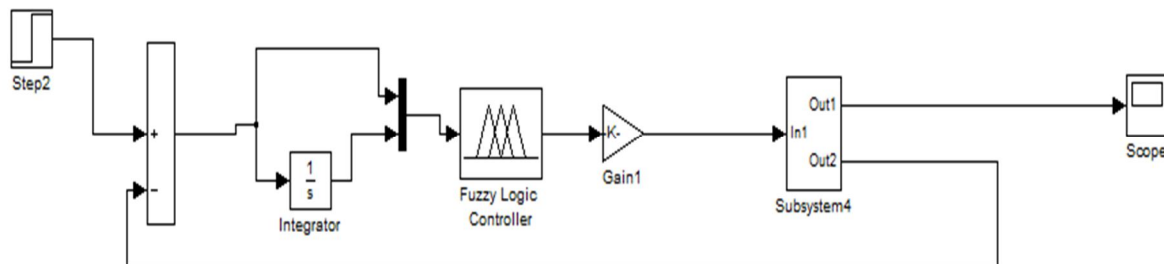 Step2
+
−
1
s
Integrator
Fuzzy Logic
Controller
K-
Gain1
In1
Out1
Out2
Subsystem4
Scope